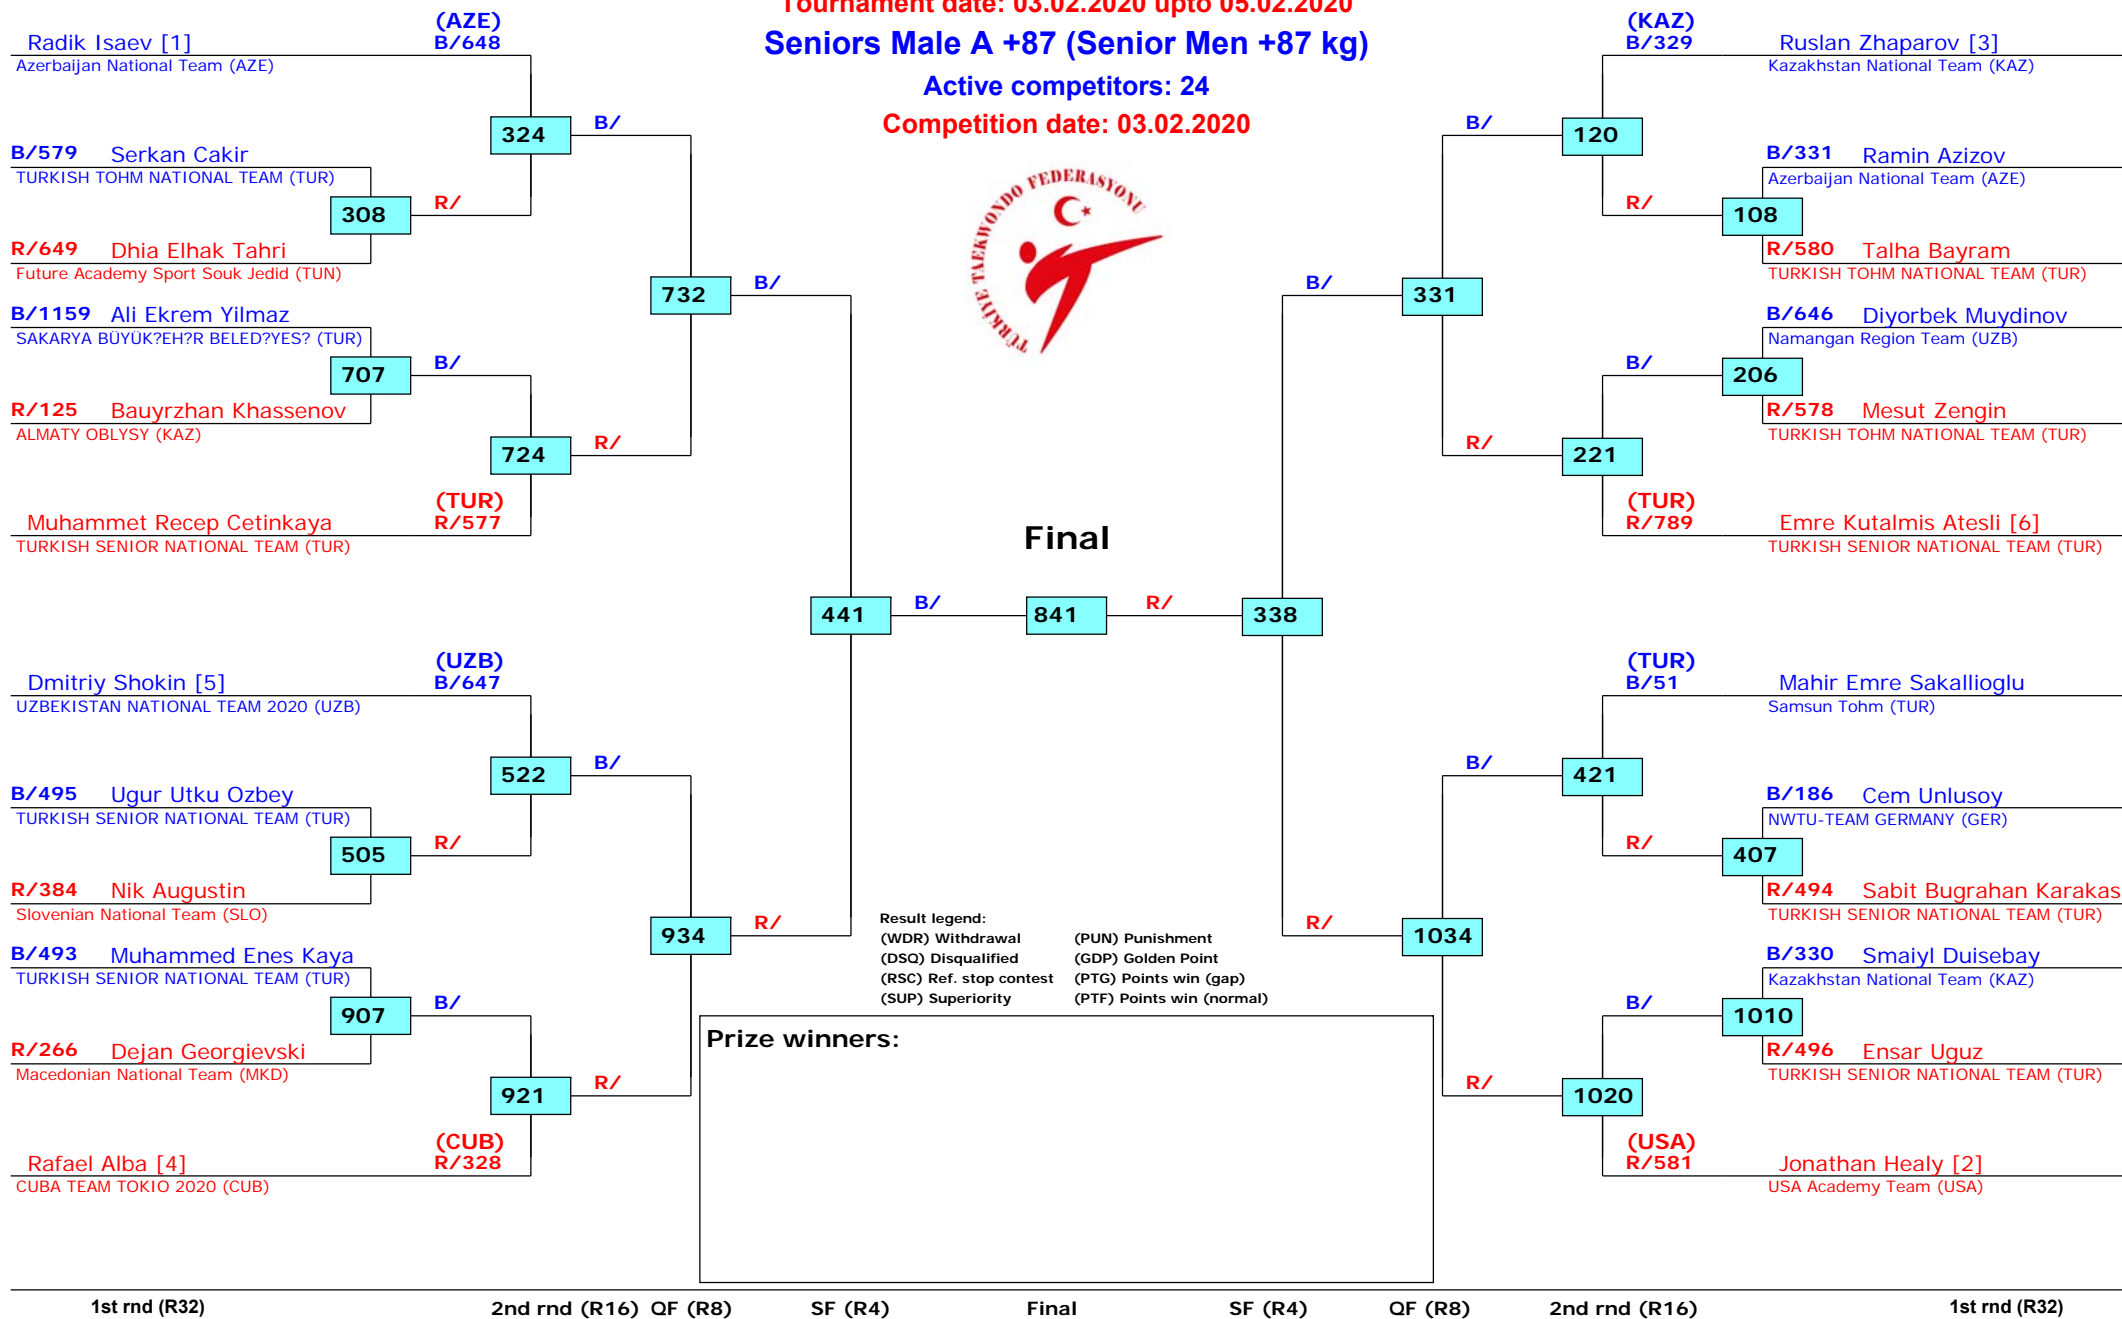 Tournament date: 03.02.2020 upto 05.02.2020
Seniors Male A +87 (Senior Men +87 kg)
Active competitors: 24
Competition date: 03.02.2020
TÜRKİYE TAEKWONDO FEDERASYONU
(AZE)
Radik Isaev [1] B/648
Azerbaijan National Team (AZE)
324 B/
B/579 Serkan Cakir
TURKISH TOHM NATIONAL TEAM (TUR)
308 R/
R/649 Dhia Elhak Tahri
Future Academy Sport Souk Jedid (TUN)
732 B/
B/1159 Ali Ekrem Yilmaz
SAKARYA BÜYÜK?EH?R BELED?YES? (TUR)
707 B/
R/125 Bauyrzhan Khassenov
ALMATY OBLYSY (KAZ)
724 R/
(TUR)
Muhammet Recep Cetinkaya R/577
TURKISH SENIOR NATIONAL TEAM (TUR)
Final
441 B/ 841 R/ 338
(UZB)
Dmitriy Shokin [5] B/647
UZBEKISTAN NATIONAL TEAM 2020 (UZB)
522 B/
B/495 Ugur Utku Ozbey
TURKISH SENIOR NATIONAL TEAM (TUR)
505 R/
R/384 Nik Augustin
Slovenian National Team (SLO)
934 R/
B/493 Muhammed Enes Kaya
TURKISH SENIOR NATIONAL TEAM (TUR)
907 B/
R/266 Dejan Georgievski
Macedonian National Team (MKD)
921 R/
(CUB)
Rafael Alba [4] R/328
CUBA TEAM TOKIO 2020 (CUB)
(KAZ)
B/329 Ruslan Zhaparov [3]
Kazakhstan National Team (KAZ)
B/ 120
B/331 Ramin Azizov
Azerbaijan National Team (AZE)
R/ 108
R/580 Talha Bayram
TURKISH TOHM NATIONAL TEAM (TUR)
B/ 331
B/646 Diyorbek Muydinov
Namangan Region Team (UZB)
B/ 206
R/578 Mesut Zengin
TURKISH TOHM NATIONAL TEAM (TUR)
R/ 221
(TUR)
R/789 Emre Kutalmis Atesli [6]
TURKISH SENIOR NATIONAL TEAM (TUR)
(TUR)
B/51 Mahir Emre Sakallioglu
Samsun Tohm (TUR)
B/ 421
B/186 Cem Unlusoy
NWTU-TEAM GERMANY (GER)
R/ 407
R/494 Sabit Bugrahan Karakas
TURKISH SENIOR NATIONAL TEAM (TUR)
R/ 1034
B/330 Smaiyl Duisebay
Kazakhstan National Team (KAZ)
B/ 1010
R/496 Ensar Uguz
TURKISH SENIOR NATIONAL TEAM (TUR)
R/ 1020
(USA)
R/581 Jonathan Healy [2]
USA Academy Team (USA)
Result legend:
(WDR) Withdrawal (PUN) Punishment
(DSQ) Disqualified (GDP) Golden Point
(RSC) Ref. stop contest (PTG) Points win (gap)
(SUP) Superiority (PTF) Points win (normal)
Prize winners:
1st rnd (R32) 2nd rnd (R16) QF (R8) SF (R4) Final SF (R4) QF (R8) 2nd rnd (R16) 1st rnd (R32)